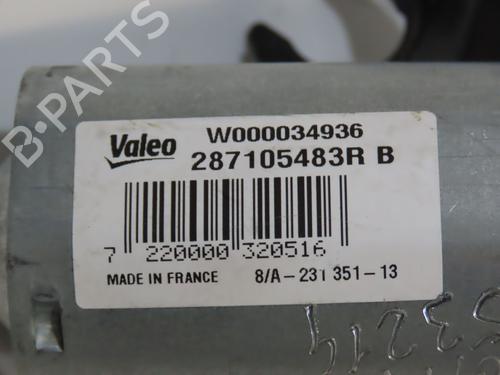 B-PARTS
Valeo
W000034936
287105483R B
7 220000 320516
MADE IN FRANCE 8/A-231 351-13